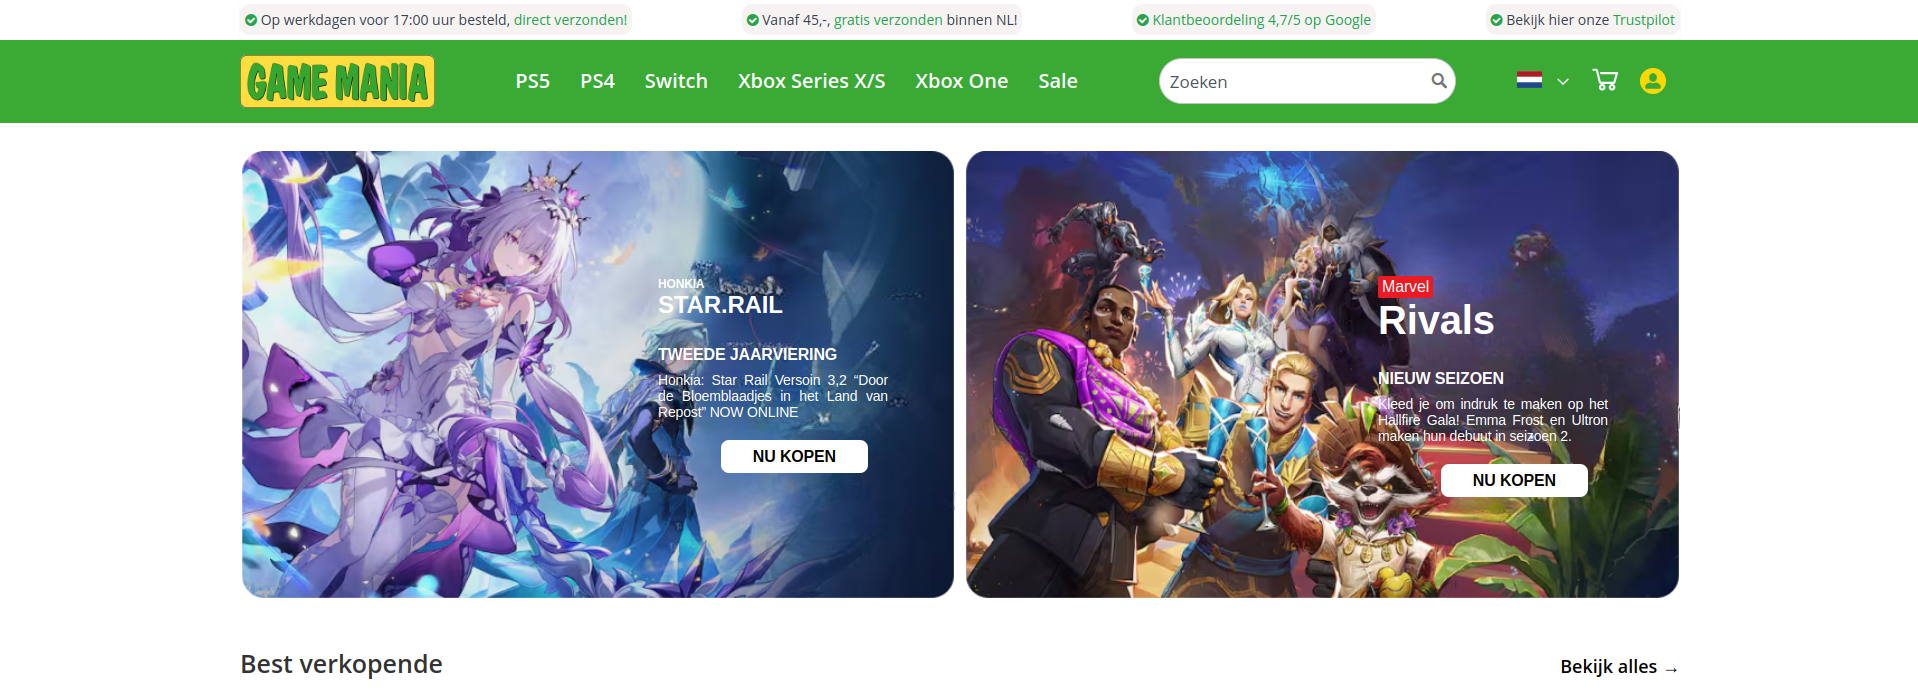 Op werkdagen voor 17:00 uur besteld, direct verzonden!
Vanaf 45,-, gratis verzonden binnen NL!
Klantbeoordeling 4,7/5 op Google
Bekijk hier onze Trustpilot
GAME MANIA
PS5
PS4
Switch
Xbox Series X/S
Xbox One
Sale
Zoeken
HONKIA
STAR.RAIL
TWEEDE JAARVIERING
Honkia: Star Rail Versoin 3,2 “Door
de Bloemblaadjes in het Land van
Repost” NOW ONLINE
NU KOPEN
Marvel
Rivals
NIEUW SEIZOEN
Kleed je om indruk te maken op het
Hallfire Gala! Emma Frost en Ultron
maken hun debuut in seizoen 2.
NU KOPEN
Best verkopende
Bekijk alles →